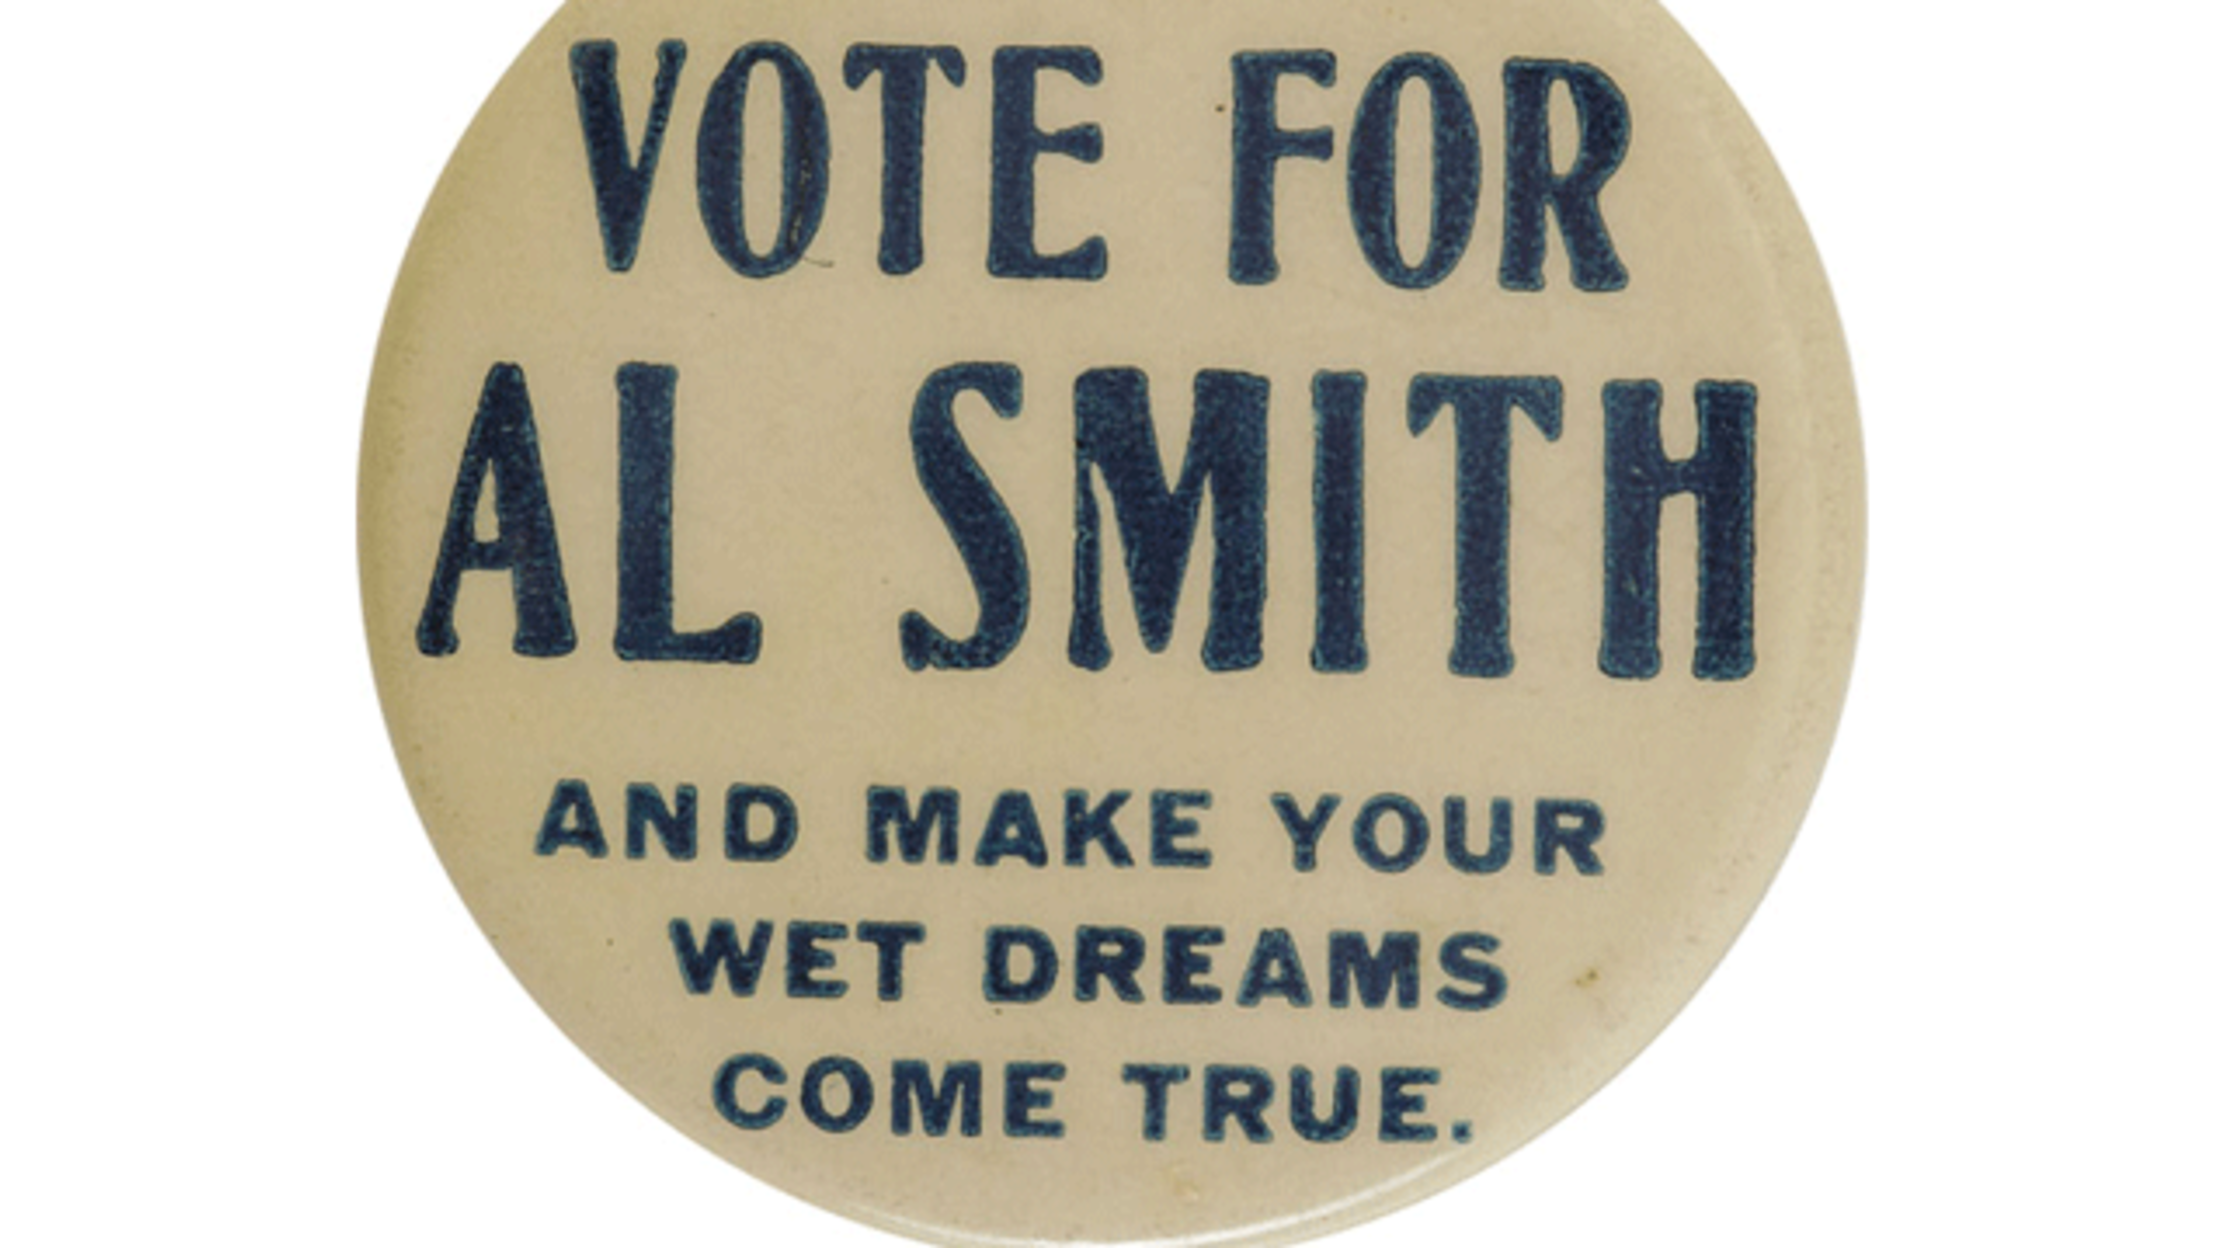 VOTE FOR
AL SMITH
AND MAKE YOUR
WET DREAMS
COME TRUE.